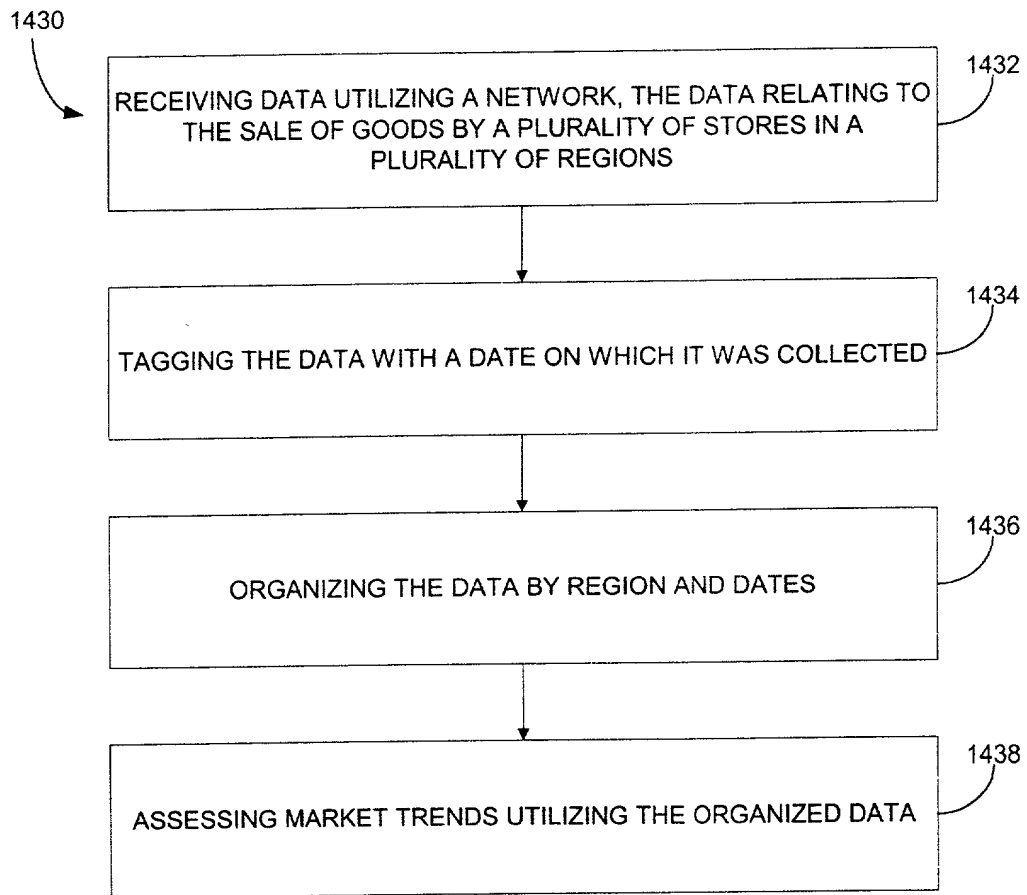 1430
1432
RECEIVING DATA UTILIZING A NETWORK, THE DATA RELATING TO
THE SALE OF GOODS BY A PLURALITY OF STORES IN A
PLURALITY OF REGIONS
1434
TAGGING THE DATA WITH A DATE ON WHICH IT WAS COLLECTED
1436
ORGANIZING THE DATA BY REGION AND DATES
1438
ASSESSING MARKET TRENDS UTILIZING THE ORGANIZED DATA